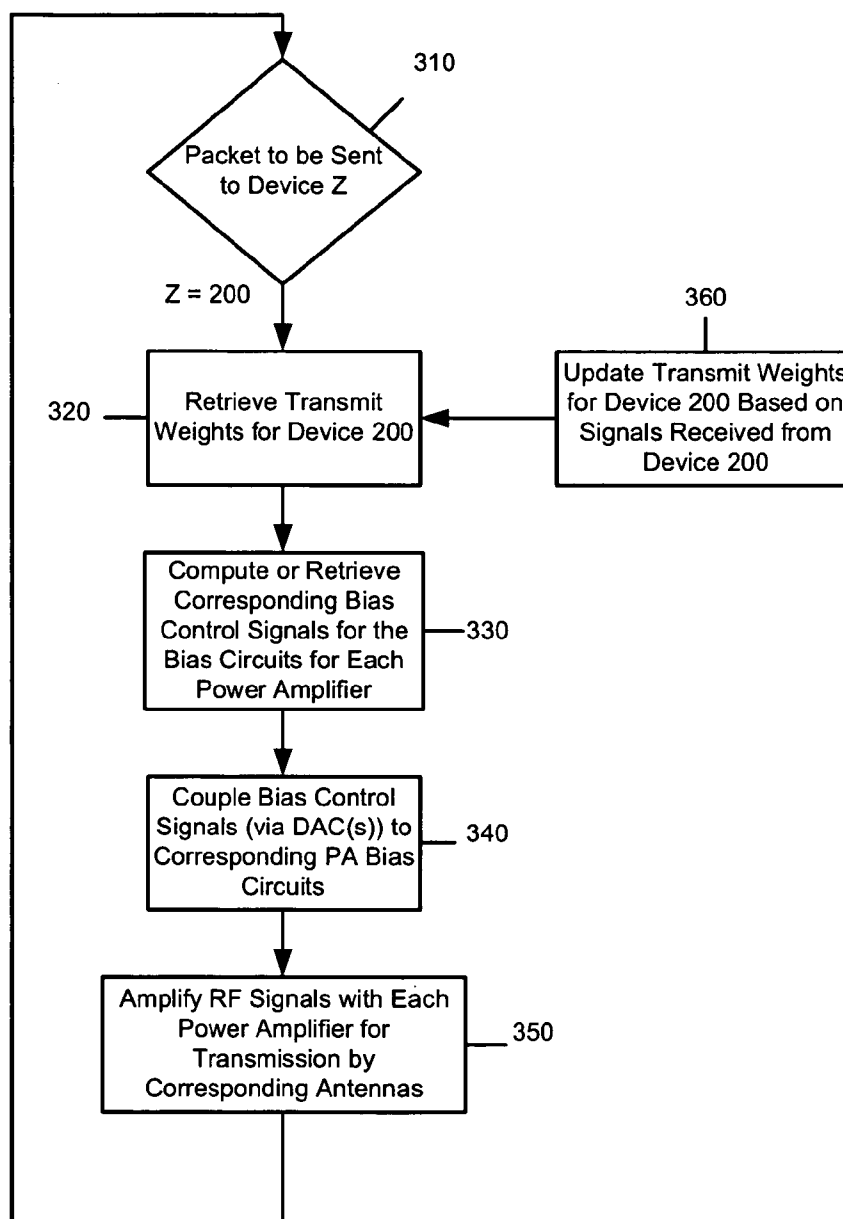 310
Packet to be Sent
to Device Z
Z = 200
360
320
Retrieve Transmit
Weights for Device 200
Update Transmit Weights
for Device 200 Based on
Signals Received from
Device 200
Compute or Retrieve
Corresponding Bias
Control Signals for the
Bias Circuits for Each
Power Amplifier
330
Couple Bias Control
Signals (via DAC(s)) to
Corresponding PA Bias
Circuits
340
Amplify RF Signals with Each
Power Amplifier for
Transmission by
Corresponding Antennas
350